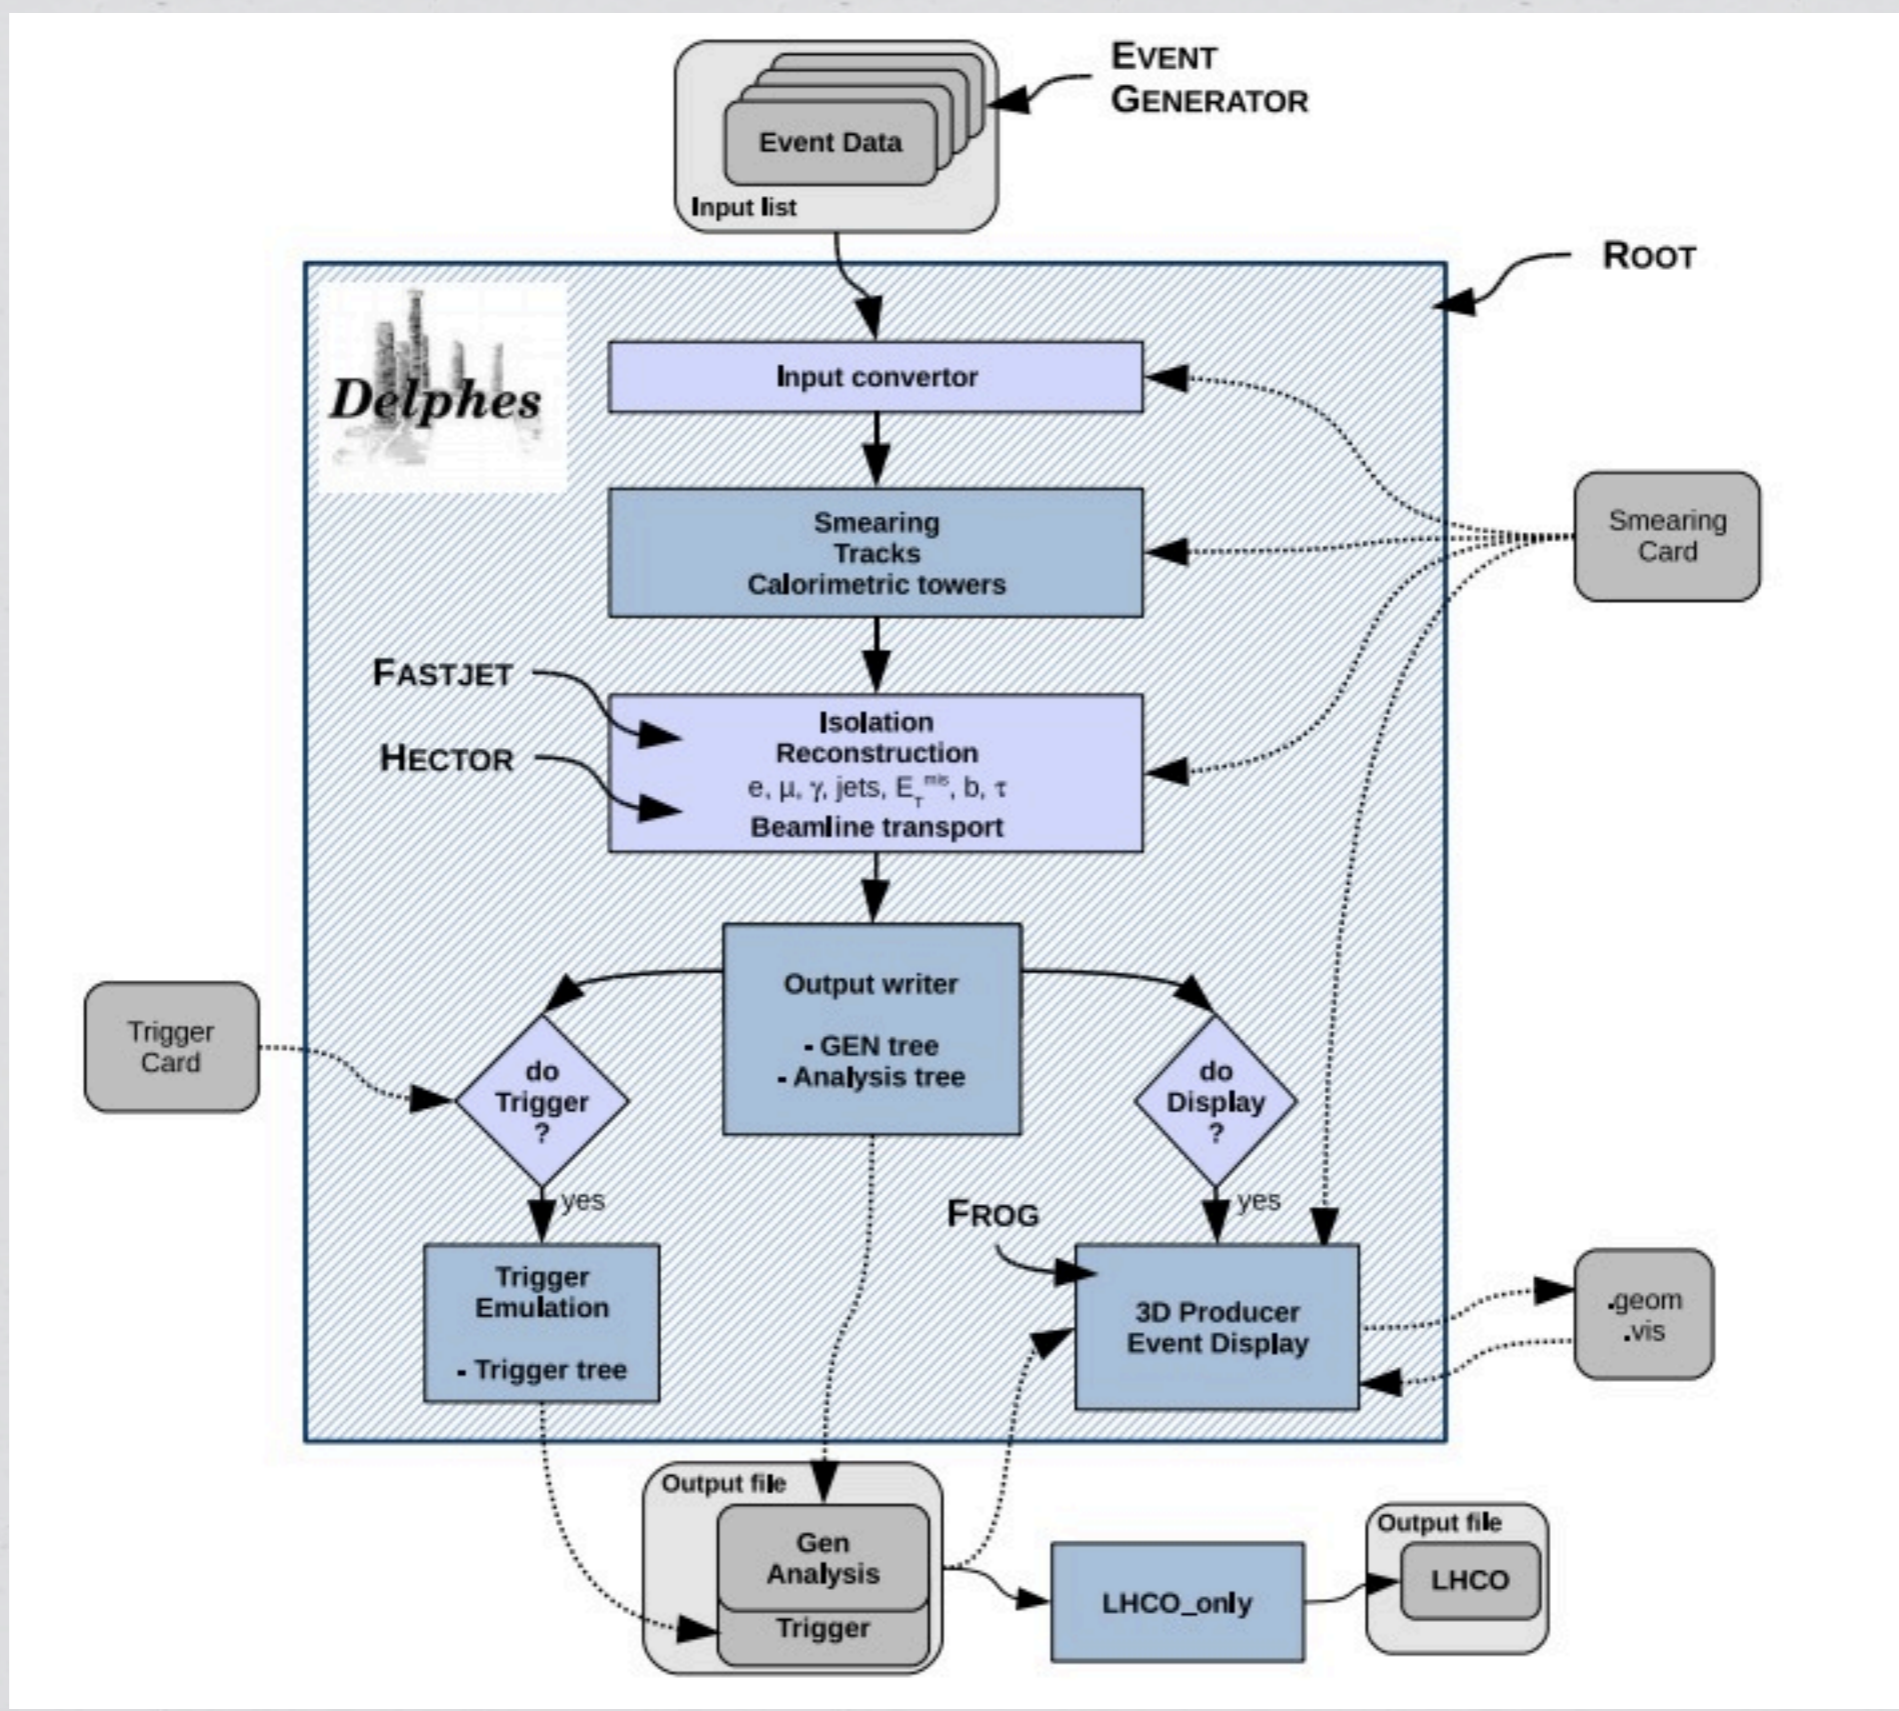 EVENT
GENERATOR
Event Data
Input list
ROOT
Delphes
Input convertor
Smearing
Tracks
Calorimetric towers
Smearing
Card
FASTJET
HECTOR
Isolation
Reconstruction
e, μ, γ, jets, E_T^mis, b, τ
Beamline transport
Output writer
- GEN tree
- Analysis tree
Trigger
Card
do
Trigger
?
yes
do
Display
?
yes
FROG
Trigger
Emulation
- Trigger tree
3D Producer
Event Display
.geom
.vis
Output file
Gen
Analysis
Trigger
LHCO_only
Output file
LHCO